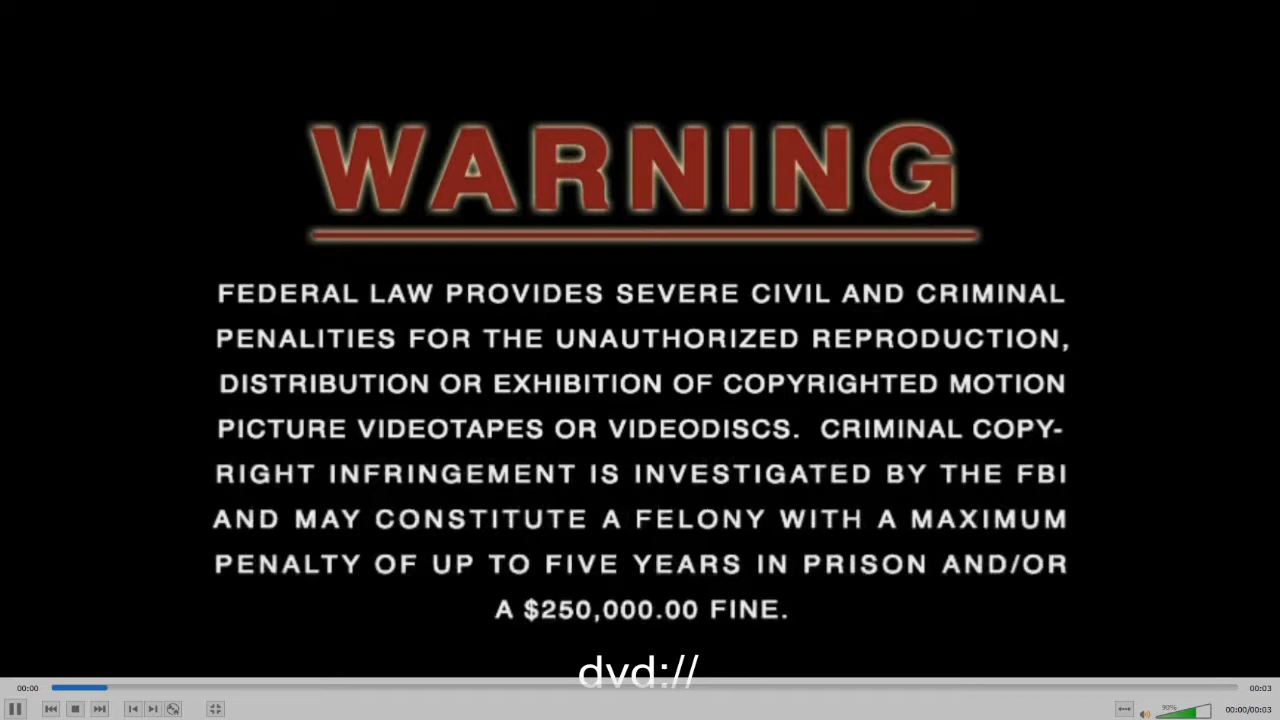 WARNING
FEDERAL LAW PROVIDES SEVERE CIVIL AND CRIMINAL
PENALITIES FOR THE UNAUTHORIZED REPRODUCTION,
DISTRIBUTION OR EXHIBITION OF COPYRIGHTED MOTION
PICTURE VIDEOTAPES OR VIDEODISCS.  CRIMINAL COPY-
RIGHT INFRINGEMENT IS INVESTIGATED BY THE FBI
AND MAY CONSTITUTE A FELONY WITH A MAXIMUM
PENALTY OF UP TO FIVE YEARS IN PRISON AND/OR
A $250,000.00 FINE.
dvd://
00:00 00:03
90% 00:00/00:03